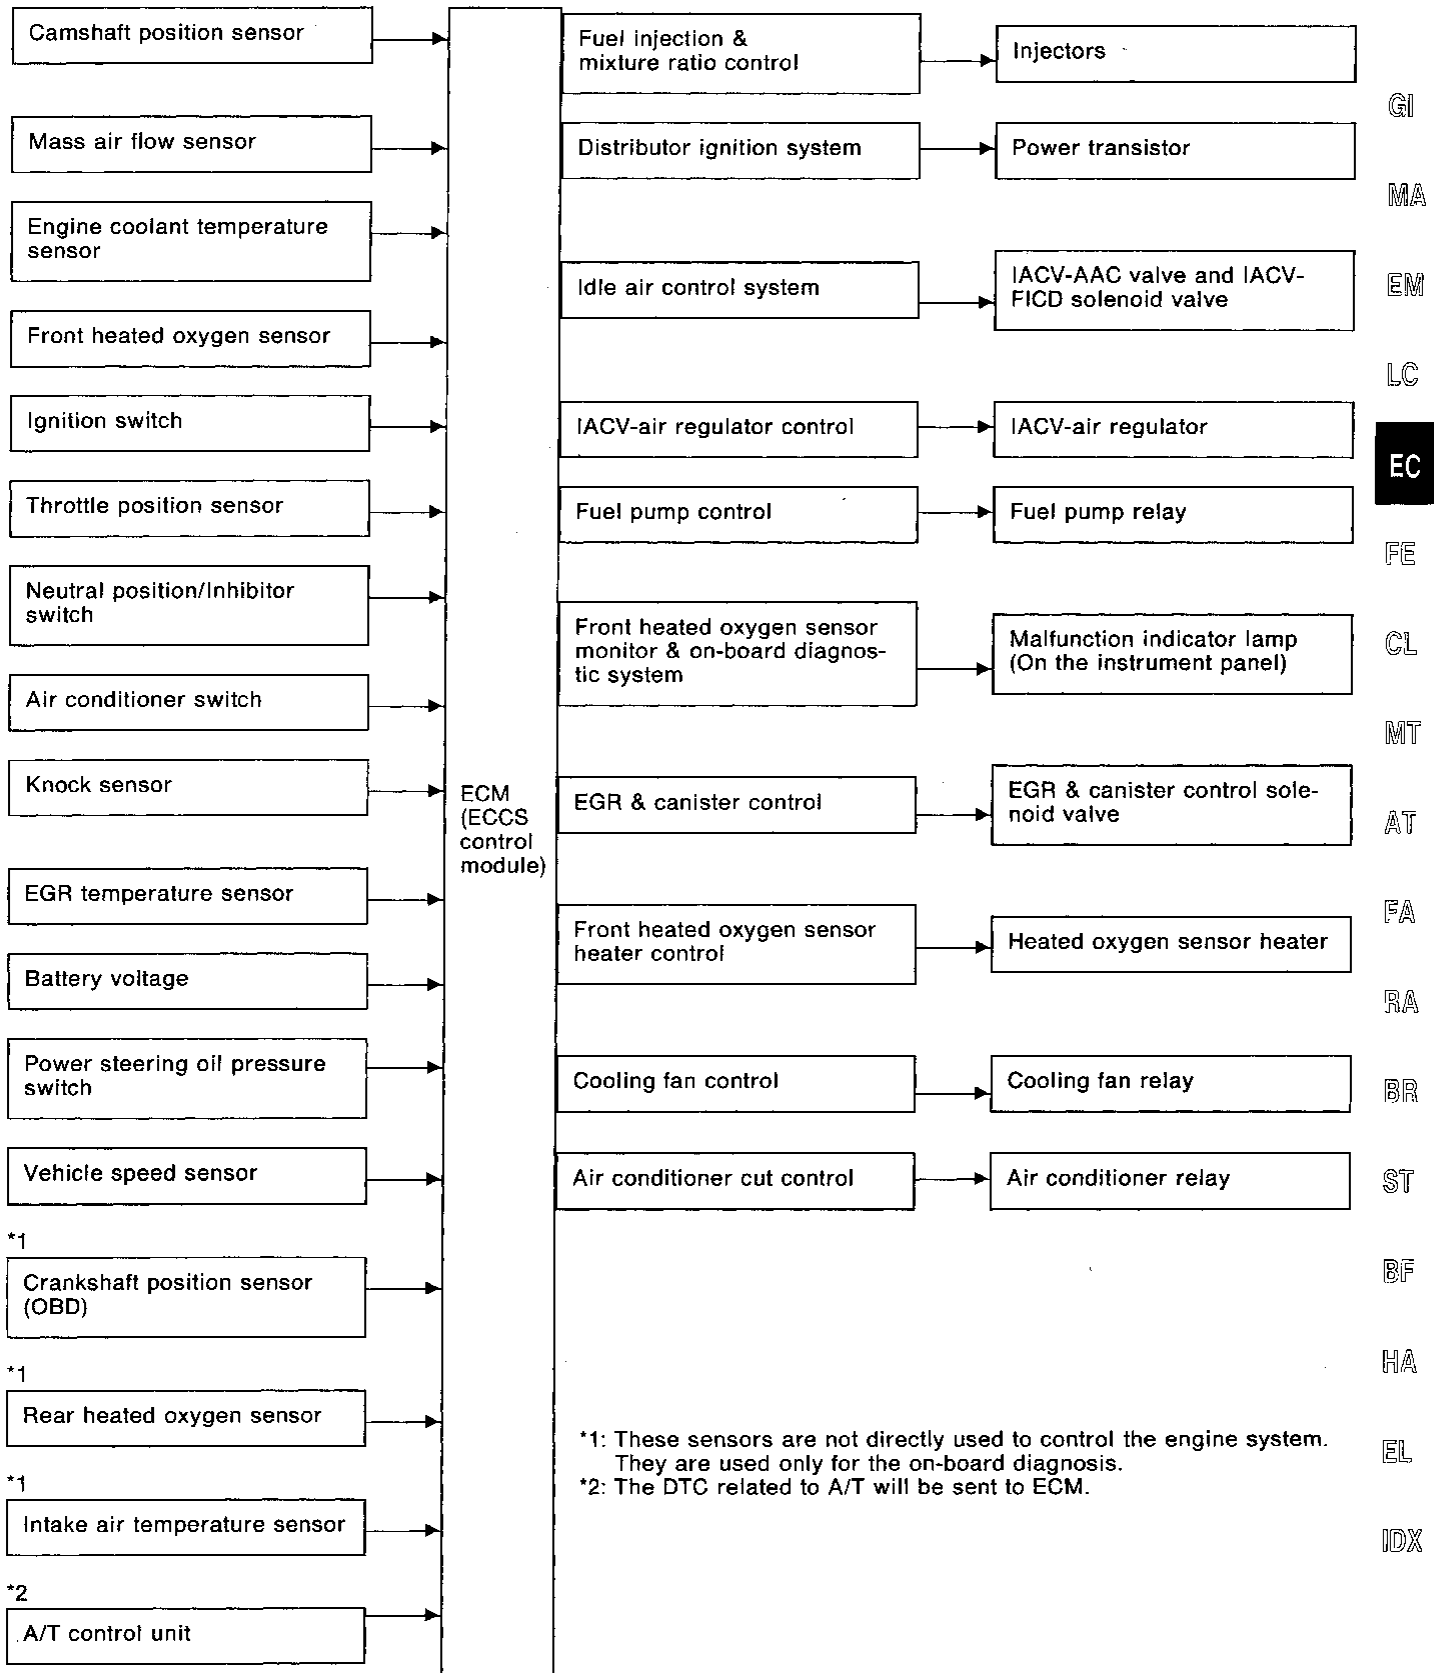 Camshaft position sensor
Mass air flow sensor
Engine coolant temperature
sensor
Front heated oxygen sensor
Ignition switch
Throttle position sensor
Neutral position/Inhibitor
switch
Air conditioner switch
Knock sensor
EGR temperature sensor
Battery voltage
Power steering oil pressure
switch
Vehicle speed sensor
*1
Crankshaft position sensor
(OBD)
*1
Rear heated oxygen sensor
*1
Intake air temperature sensor
*2
A/T control unit
ECM
(ECCS
control
module)
Fuel injection &
mixture ratio control
Injectors
Distributor ignition system
Power transistor
Idle air control system
IACV-AAC valve and IACV-
FICD solenoid valve
IACV-air regulator control
IACV-air regulator
Fuel pump control
Fuel pump relay
Front heated oxygen sensor
monitor & on-board diagnos-
tic system
Malfunction indicator lamp
(On the instrument panel)
EGR & canister control
EGR & canister control sole-
noid valve
Front heated oxygen sensor
heater control
Heated oxygen sensor heater
Cooling fan control
Cooling fan relay
Air conditioner cut control
Air conditioner relay
*1: These sensors are not directly used to control the engine system.
They are used only for the on-board diagnosis.
*2: The DTC related to A/T will be sent to ECM.
GI
MA
EM
LC
EC
FE
CL
MT
AT
FA
RA
BR
ST
BF
HA
EL
IDX